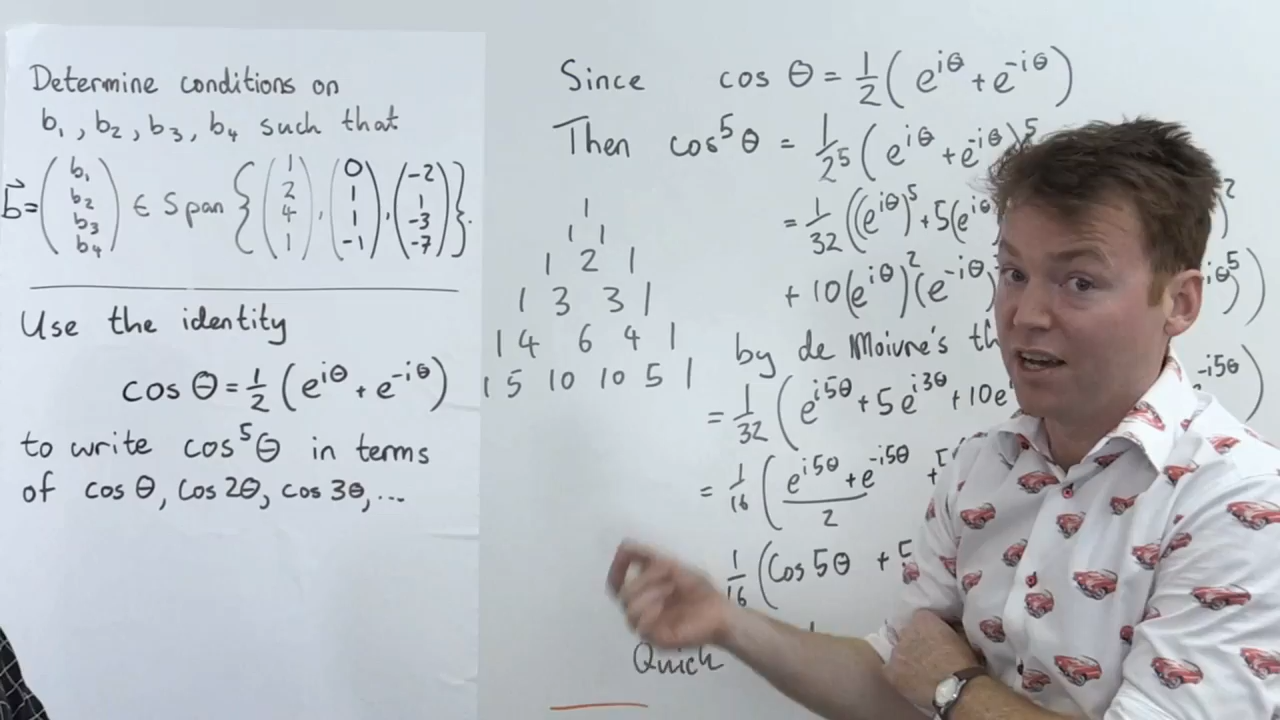 Determine conditions on
b₁, b₂, b₃, b₄ such that
b⃗ = (b₁ b₂ b₃ b₄) ∈ Span {(1 2 4 1), (0 1 1 -1), (-2 1 -3 -7)}.
Use the identity
cos θ = 1/2 (e^{iθ} + e^{-iθ})
to write cos⁵θ in terms
of cos θ, cos 2θ, cos 3θ, ...
1
1 1
1 2 1
1 3 3 1
1 4 6 4 1
1 5 10 10 5 1
Since cos θ = 1/2 (e^{iθ} + e^{-iθ})
Then cos⁵θ = 1/2⁵ (e^{iθ} + e^{-iθ})⁵
= 1/32 ((e^{iθ})⁵ + 5(e^{iθ} )²
+ 10(e^{iθ})²(e^{-iθ} ^{iθ})⁵)
by de Moivre's
= 1/32 (e^{i5θ} + 5e^{i3θ} + 10e ^{-i5θ})
= 1/16 ((e^{i5θ} + e^{-i5θ})/2 +
1/16 (Cos 5θ + 5
Quick